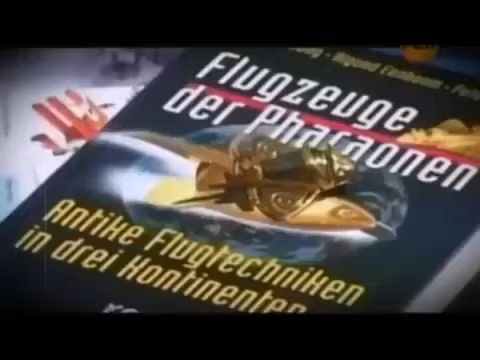 Flugzeuge
der Pharaonen
Antike Flugtechniken
in drei Kontinenten